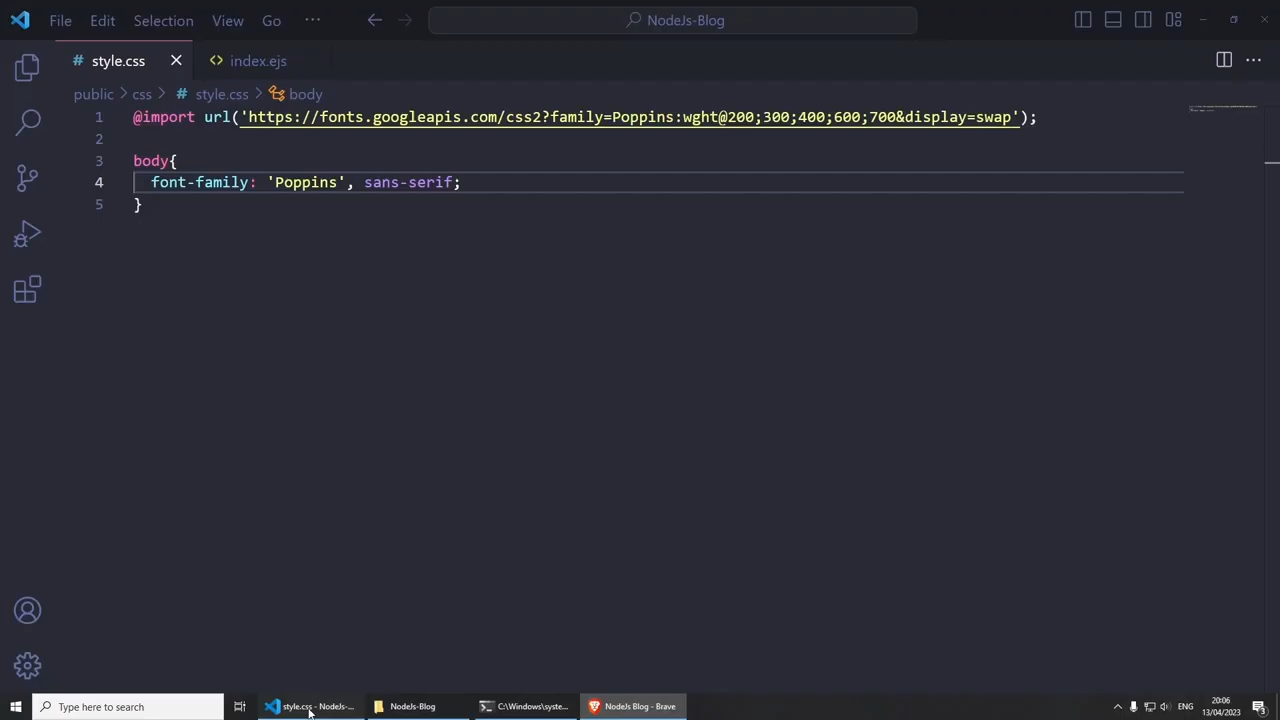 File Edit Selection View Go ··· NodeJs-Blog
# style.css index.ejs
public > css > # style.css > body
1 @import url('https://fonts.googleapis.com/css2?family=Poppins:wght@200;300;400;600;700&display=swap');
2
3 body{
4 font-family: 'Poppins', sans-serif;
5 }
Type here to search style.css - NodeJs-... NodeJs-Blog C:\Windows\syste... NodeJs Blog - Brave ENG 20:06
13/04/2023